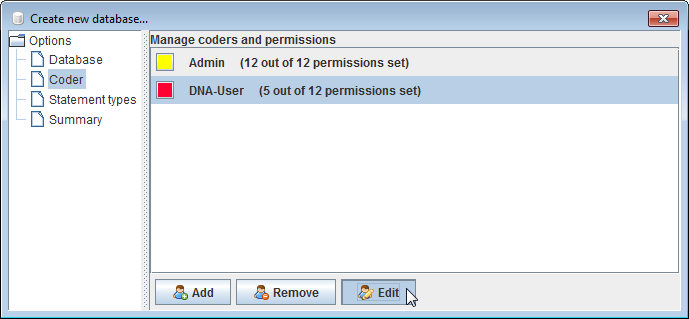 Create new database...
Options
Database
Coder
Statement types
Summary
Manage coders and permissions
Admin (12 out of 12 permissions set)
DNA-User (5 out of 12 permissions set)
Add Remove Edit